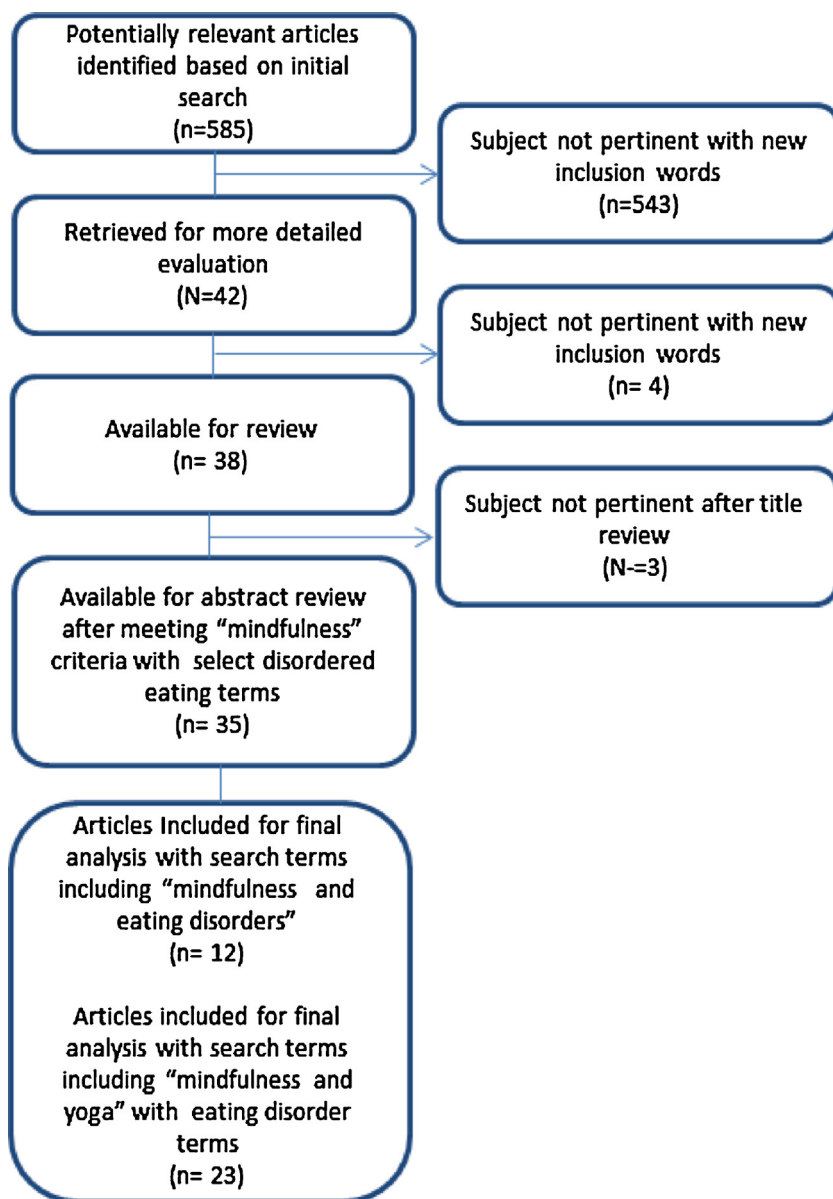 Potentially relevant articles
identified based on initial
search
(n=585)
Subject not pertinent with new
inclusion words
(n=543)
Retrieved for more detailed
evaluation
(N=42)
Subject not pertinent with new
inclusion words
(n= 4)
Available for review
(n= 38)
Subject not pertinent after title
review
(N-=3)
Available for abstract review
after meeting “mindfulness”
criteria with select disordered
eating terms
(n= 35)
Articles Included for final
analysis with search terms
including “mindfulness and
eating disorders”
(n= 12)
Articles included for final
analysis with search terms
including “mindfulness and
yoga” with eating disorder
terms
(n= 23)